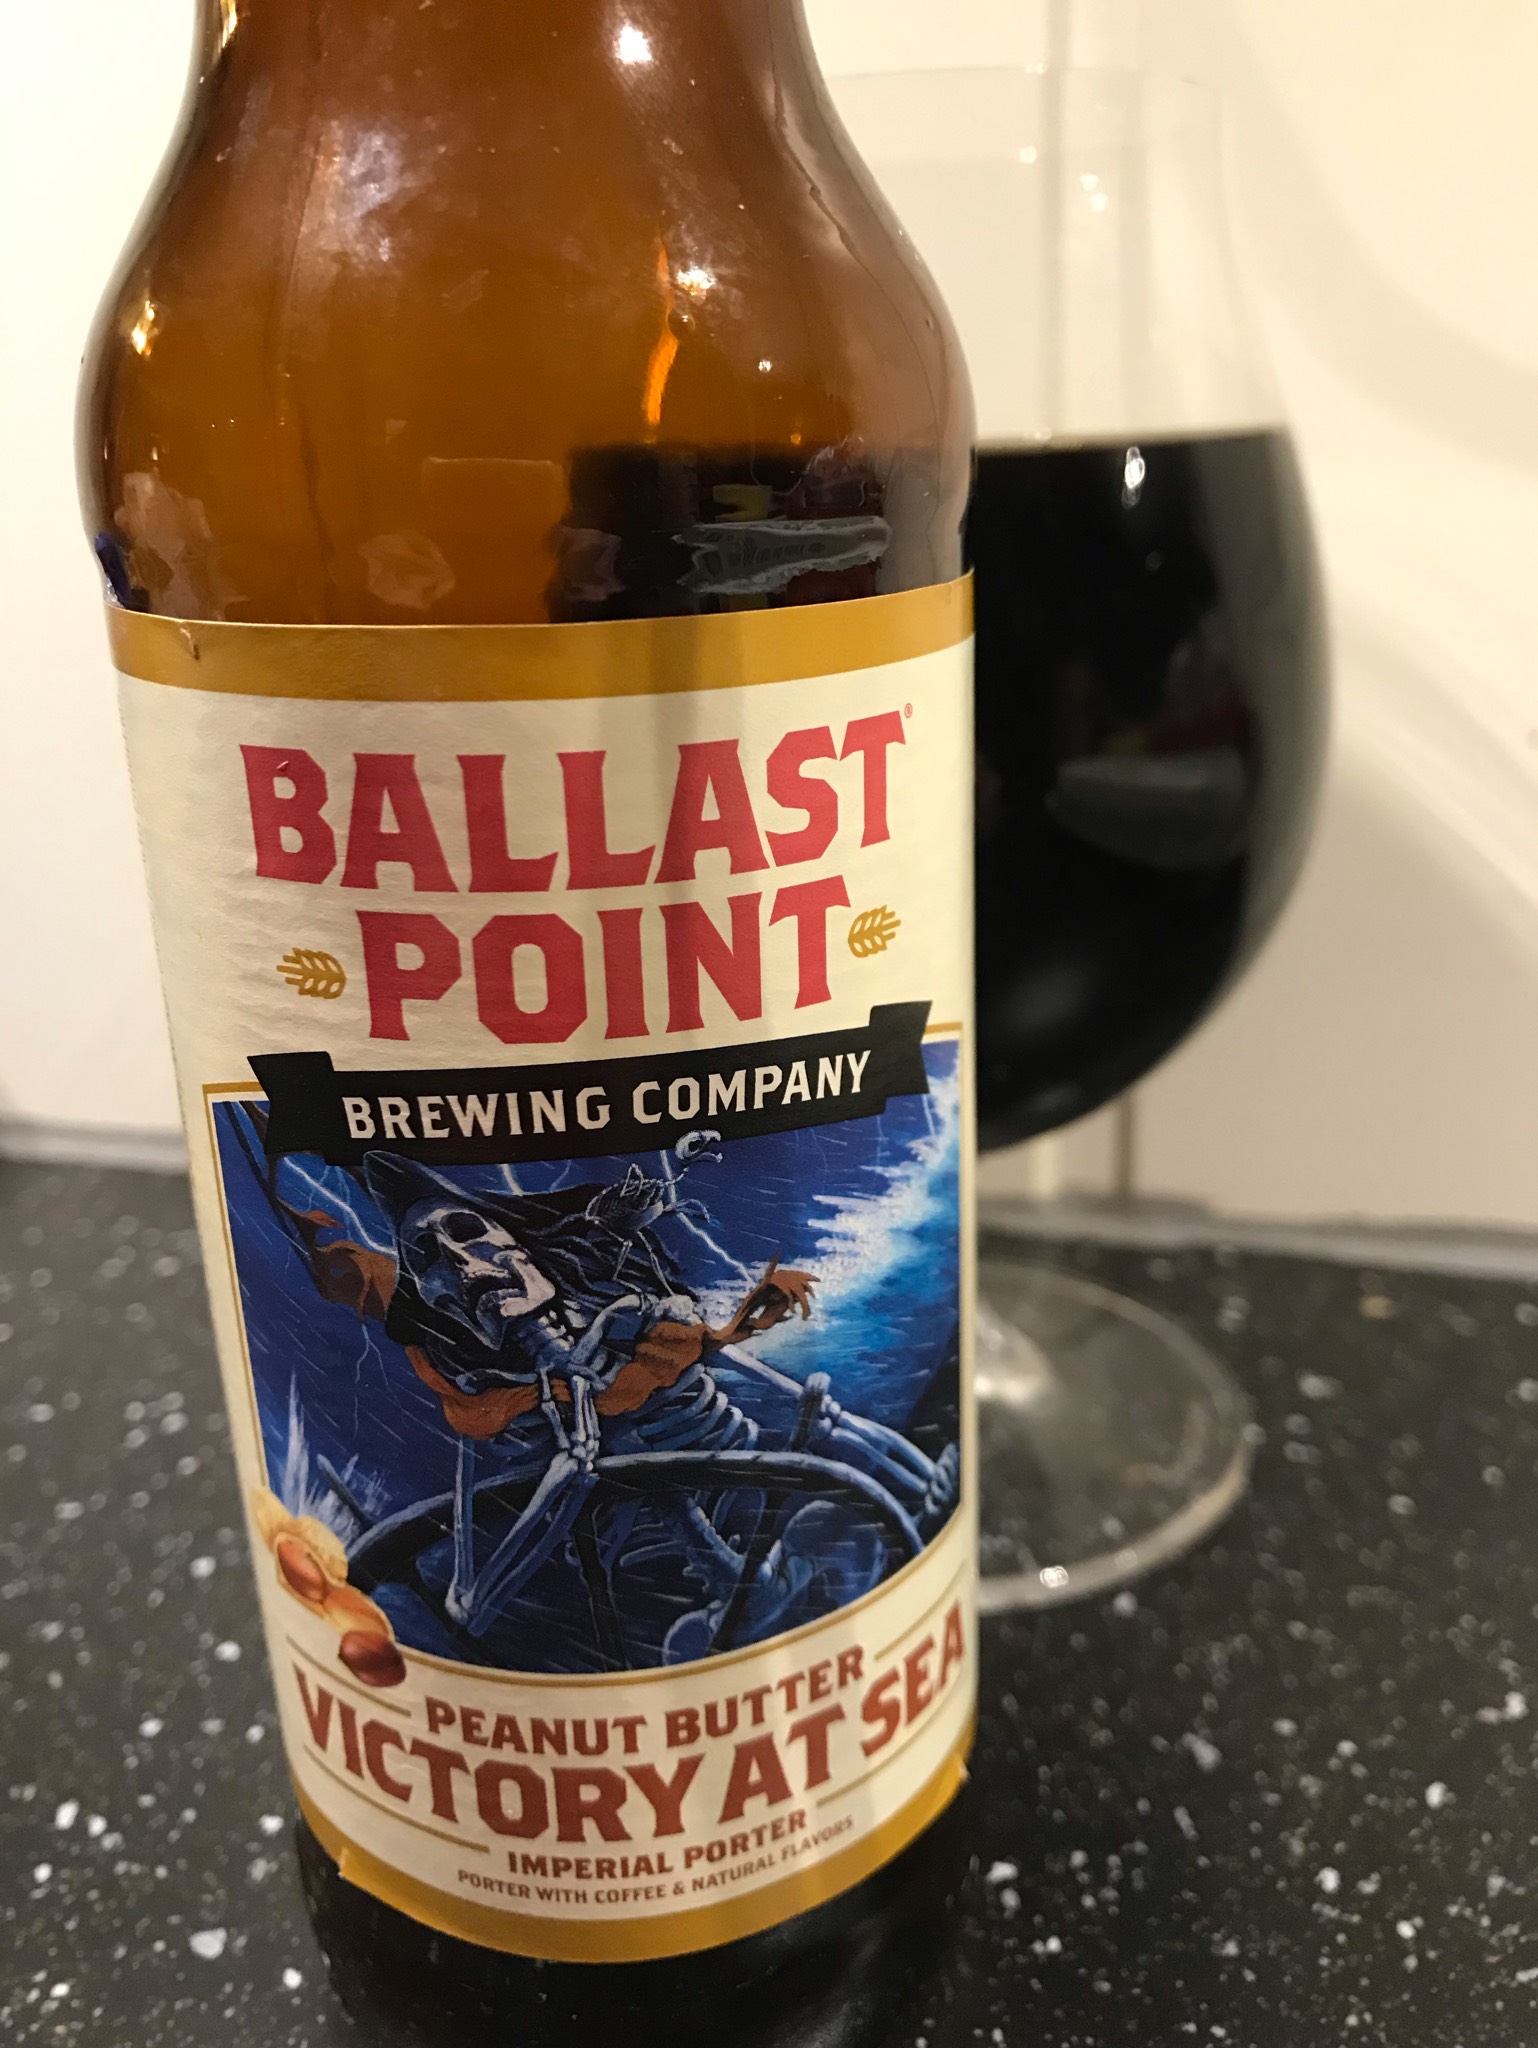 BALLAST®
POINT
BREWING COMPANY
PEANUT BUTTER
VICTORY AT SEA
IMPERIAL PORTER
PORTER WITH COFFEE & NATURAL FLAVORS